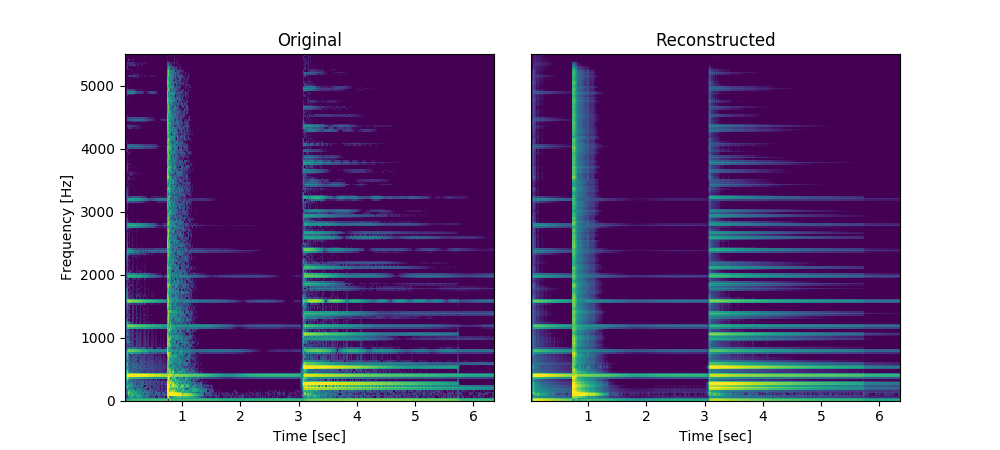 Original
Reconstructed
5000
4000
3000
2000
1000
0
Frequency [Hz]
1 2 3 4 5 6
1 2 3 4 5 6
Time [sec]
Time [sec]